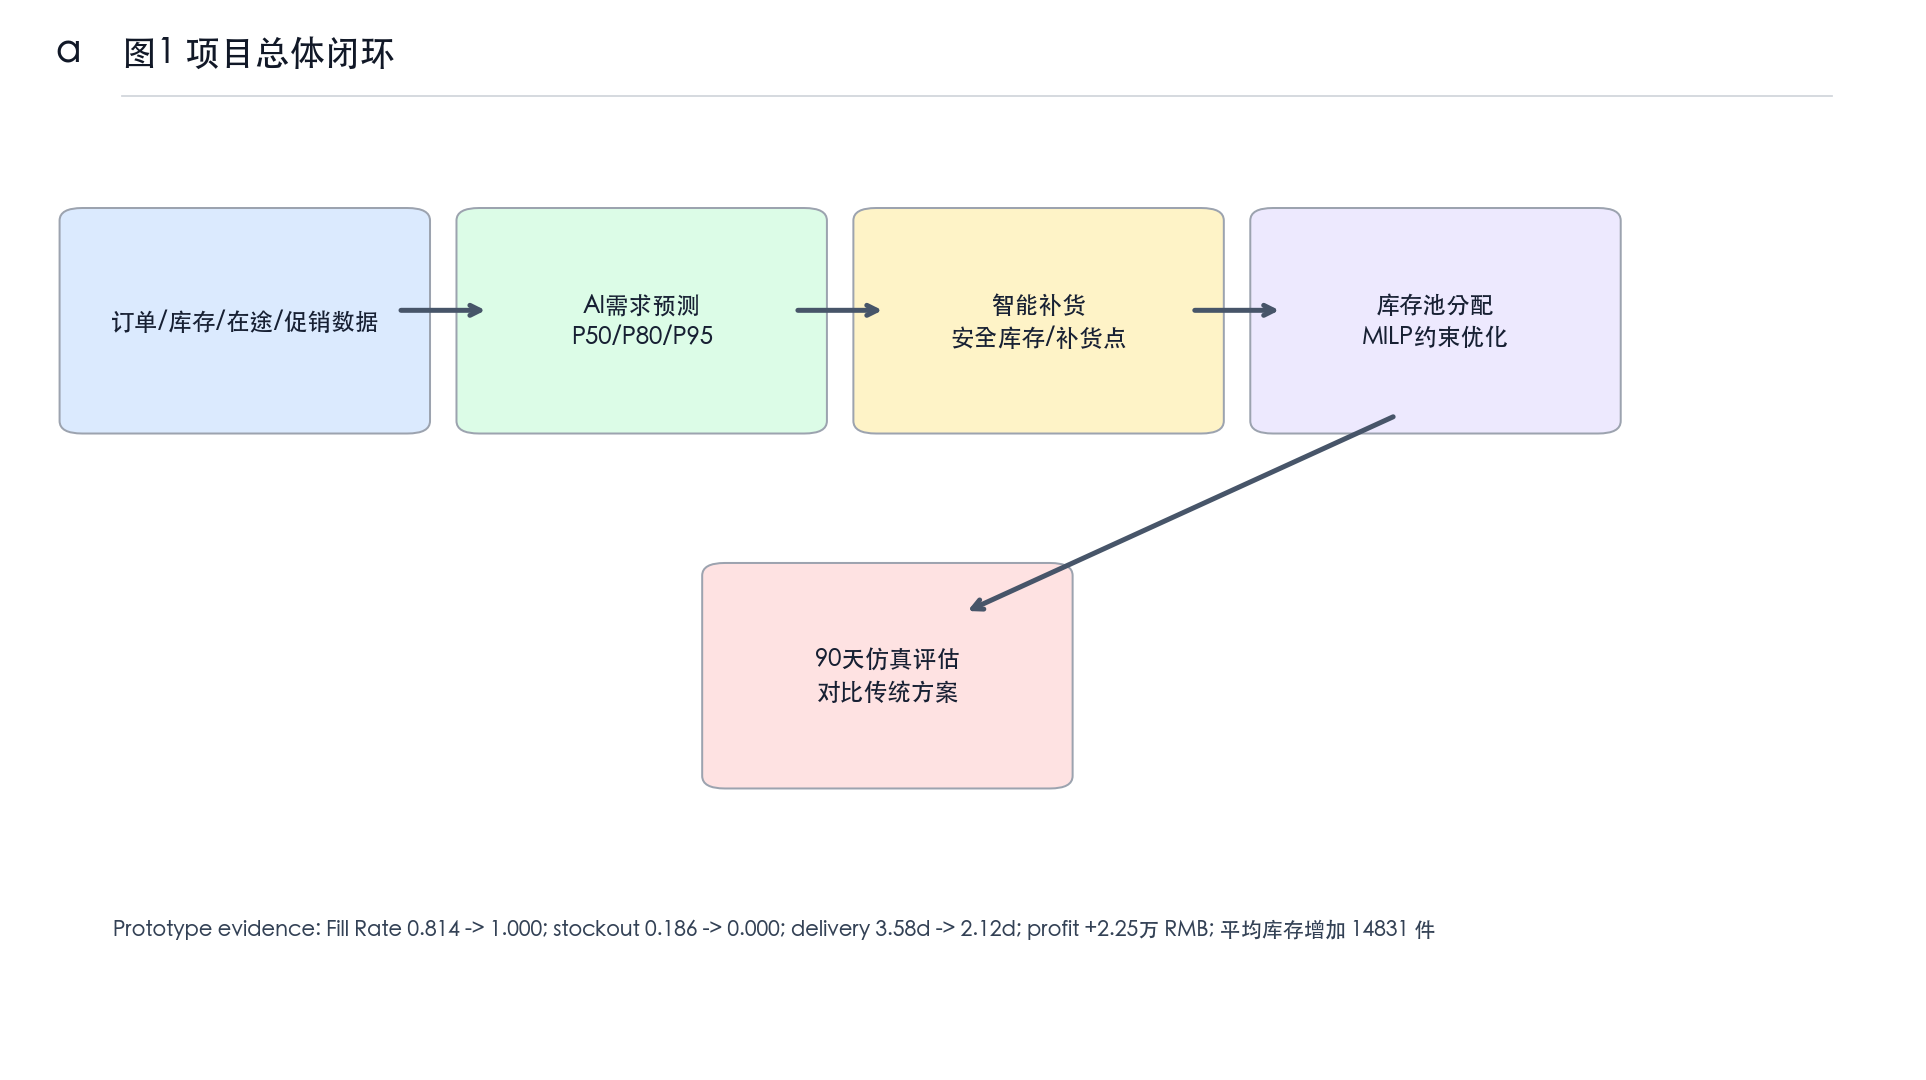 a 图1 项目总体闭环
订单/库存/在途/促销数据
AI需求预测
P50/P80/P95
智能补货
安全库存/补货点
库存池分配
MILP约束优化
90天仿真评估
对比传统方案
Prototype evidence: Fill Rate 0.814 -> 1.000; stockout 0.186 -> 0.000; delivery 3.58d -> 2.12d; profit +2.25万 RMB; 平均库存增加 14831 件